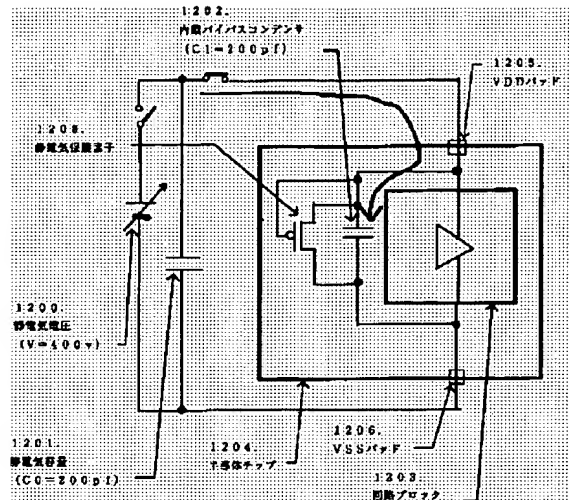 1202.
内蔵バイパスコンデンサ
(C1=200pf)
1205.
VDDパッド
1208.
静電気保護素子
1200.
静電気電圧
(V=400v)
1201.
静電気容量
(C0=200pf)
1204.
半導体チップ
1206.
VSSパッド
1203
回路ブロック